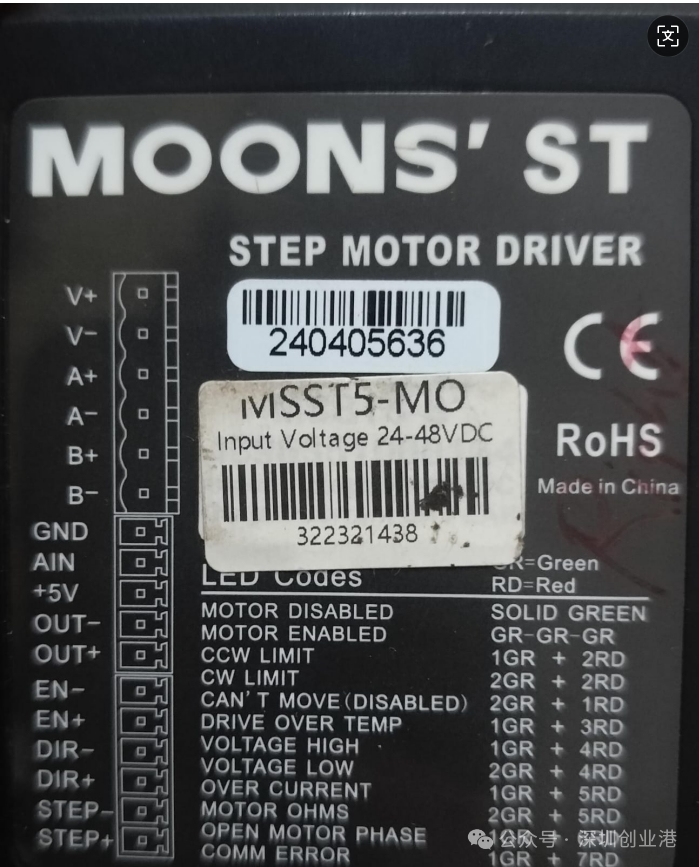 MOONS' ST
STEP MOTOR DRIVER
240405636
MSST5-MO
Input Voltage 24-48VDC
322321438
CE
RoHS
Made in China
V+
V-
A+
A-
B+
B-
GND
AIN
+5V
OUT-
OUT+
EN-
EN+
DIR-
DIR+
STEP-
STEP+
GR=Green
LED Codes RD=Red
MOTOR DISABLED SOLID GREEN
MOTOR ENABLED GR-GR-GR
CCW LIMIT 1GR + 2RD
CW LIMIT 2GR + 2RD
CAN'T MOVE (DISABLED) 2GR + 1RD
DRIVE OVER TEMP 1GR + 3RD
VOLTAGE HIGH 1GR + 4RD
VOLTAGE LOW 2GR + 4RD
OVER CURRENT 1GR + 5RD
MOTOR OHMS 2GR + 5RD
OPEN MOTOR PHASE
COMM ERROR 1GR + 7RD
公众号 · 深圳创业港